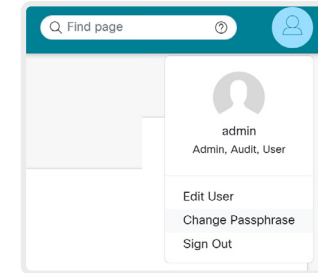 Find page
admin
Admin, Audit, User
Edit User
Change Passphrase
Sign Out